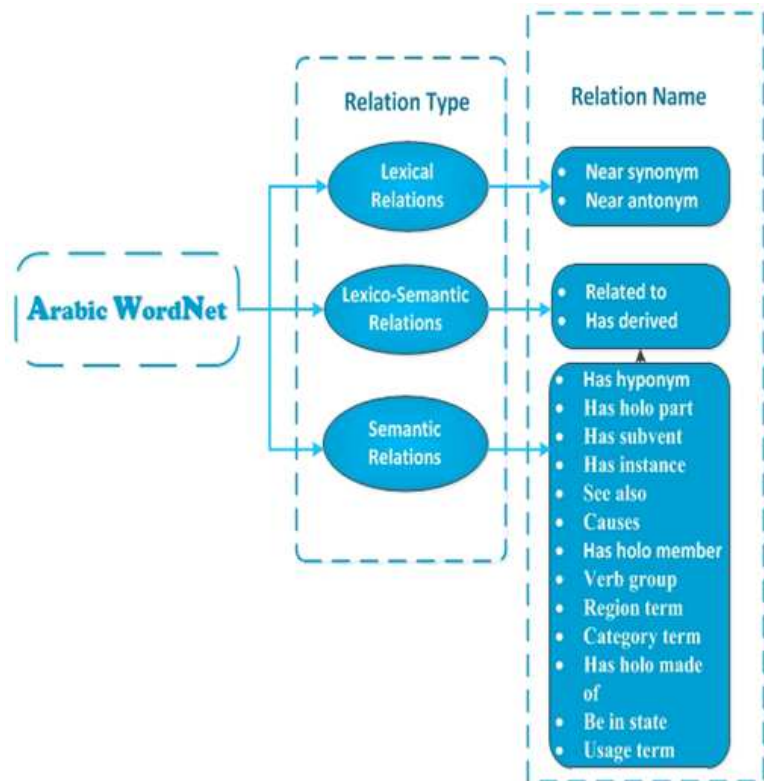 Relation Type
Relation Name
Lexical
Relations
• Near synonym
• Near antonym
Arabic WordNet
Lexico-Semantic
Relations
• Related to
• Has derived
Semantic
Relations
• Has hyponym
• Has holo part
• Has subvent
• Has instance
• See also
• Causes
• Has holo member
• Verb group
• Region term
• Category term
• Has holo made
of
• Be in state
• Usage term